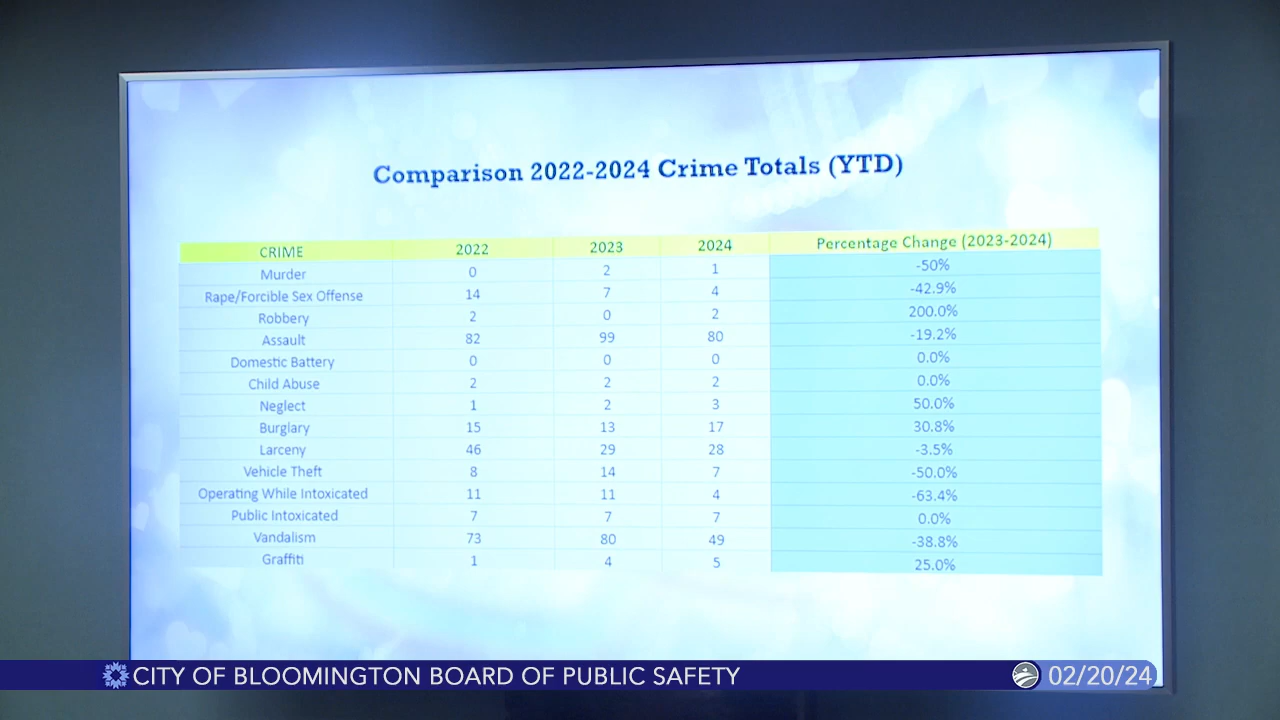 Comparison 2022-2024 Crime Totals (YTD)
CRIME 2022 2023 2024 Percentage Change (2023-2024)
Murder 0 2 1 -50%
Rape/Forcible Sex Offense 14 7 4 -42.9%
Robbery 2 0 2 200.0%
Assault 82 99 80 -19.2%
Domestic Battery 0 0 0 0.0%
Child Abuse 2 2 2 0.0%
Neglect 1 2 3 50.0%
Burglary 15 13 17 30.8%
Larceny 46 29 28 -3.5%
Vehicle Theft 8 14 7 -50.0%
Operating While Intoxicated 11 11 4 -63.4%
Public Intoxicated 7 7 7 0.0%
Vandalism 73 80 49 -38.8%
Graffiti 1 4 5 25.0%
CITY OF BLOOMINGTON BOARD OF PUBLIC SAFETY 02/20/24